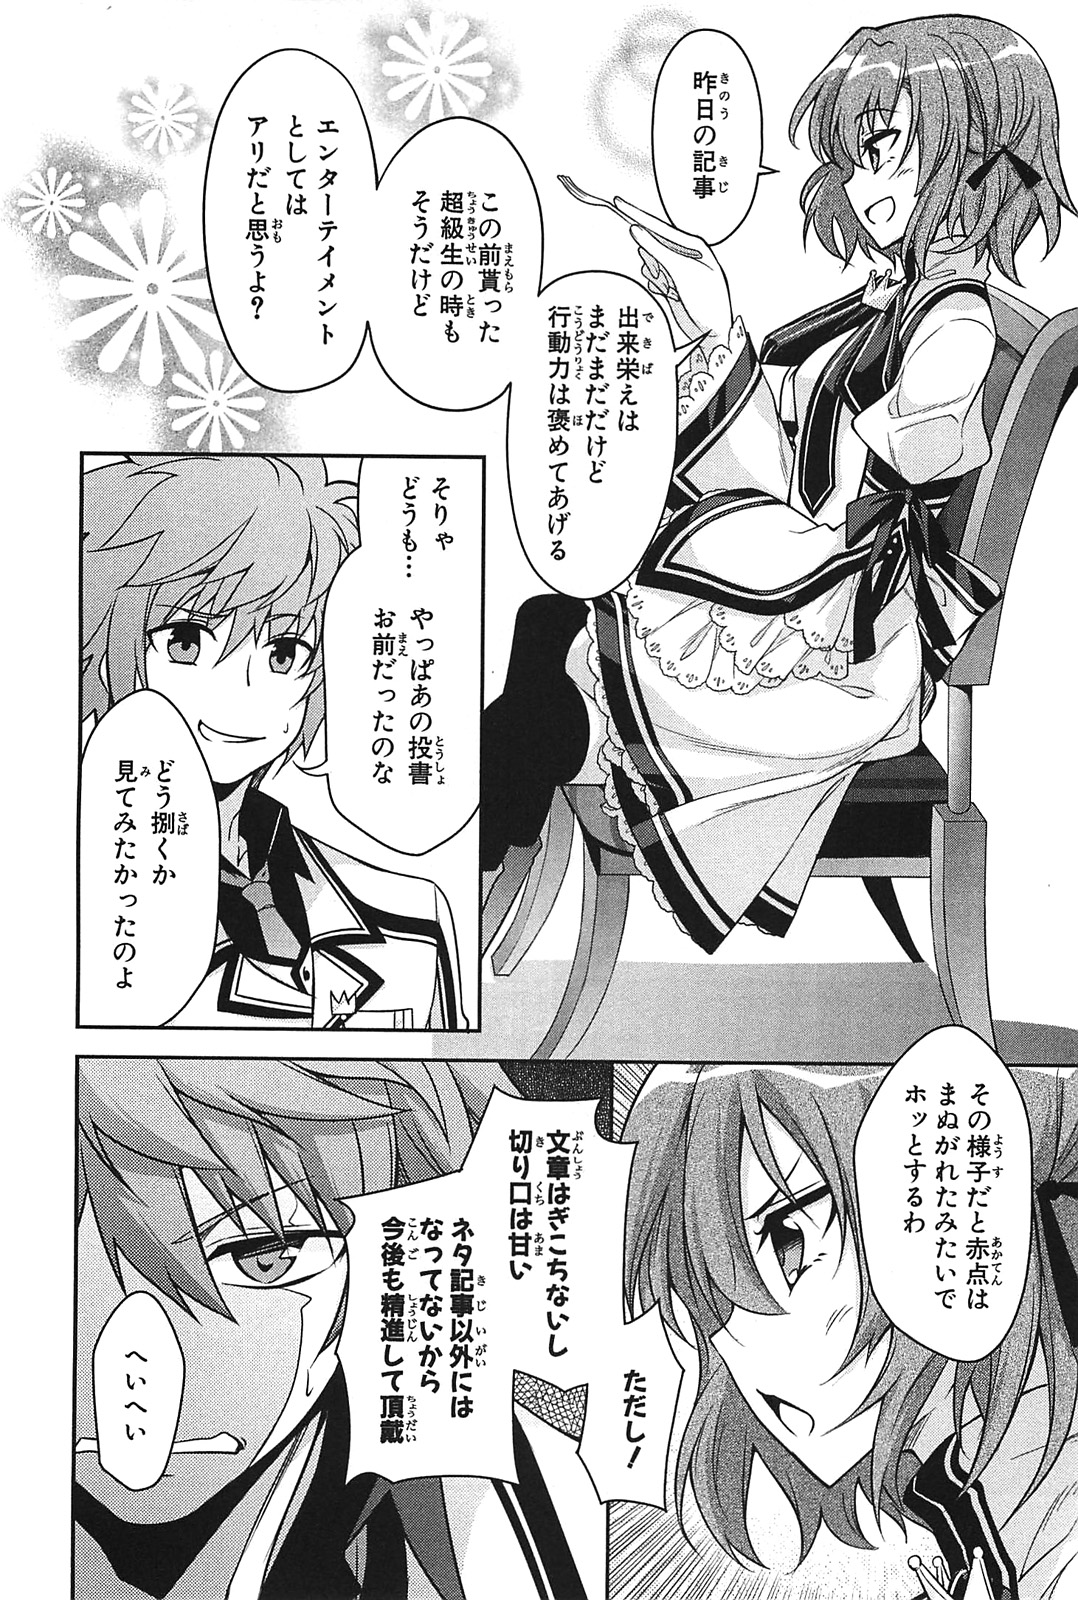 昨日の記事
出来栄えは
まだまだだけど
行動力は褒めてあげる
この前貰った
超級生の時も
そうだけど
エンターテイメント
としては
アリだと思うよ?
そりゃ
どうも…
やっぱあの投書
お前だったのな
どう捌くか
見てみたかったのよ
その様子だと赤点は
まぬがれたみたいで
ホッとするわ
ただし!
文章はぎこちないし
切り口は甘い
ネタ記事以外には
なってないから
今後も精進して頂戴
へいへい